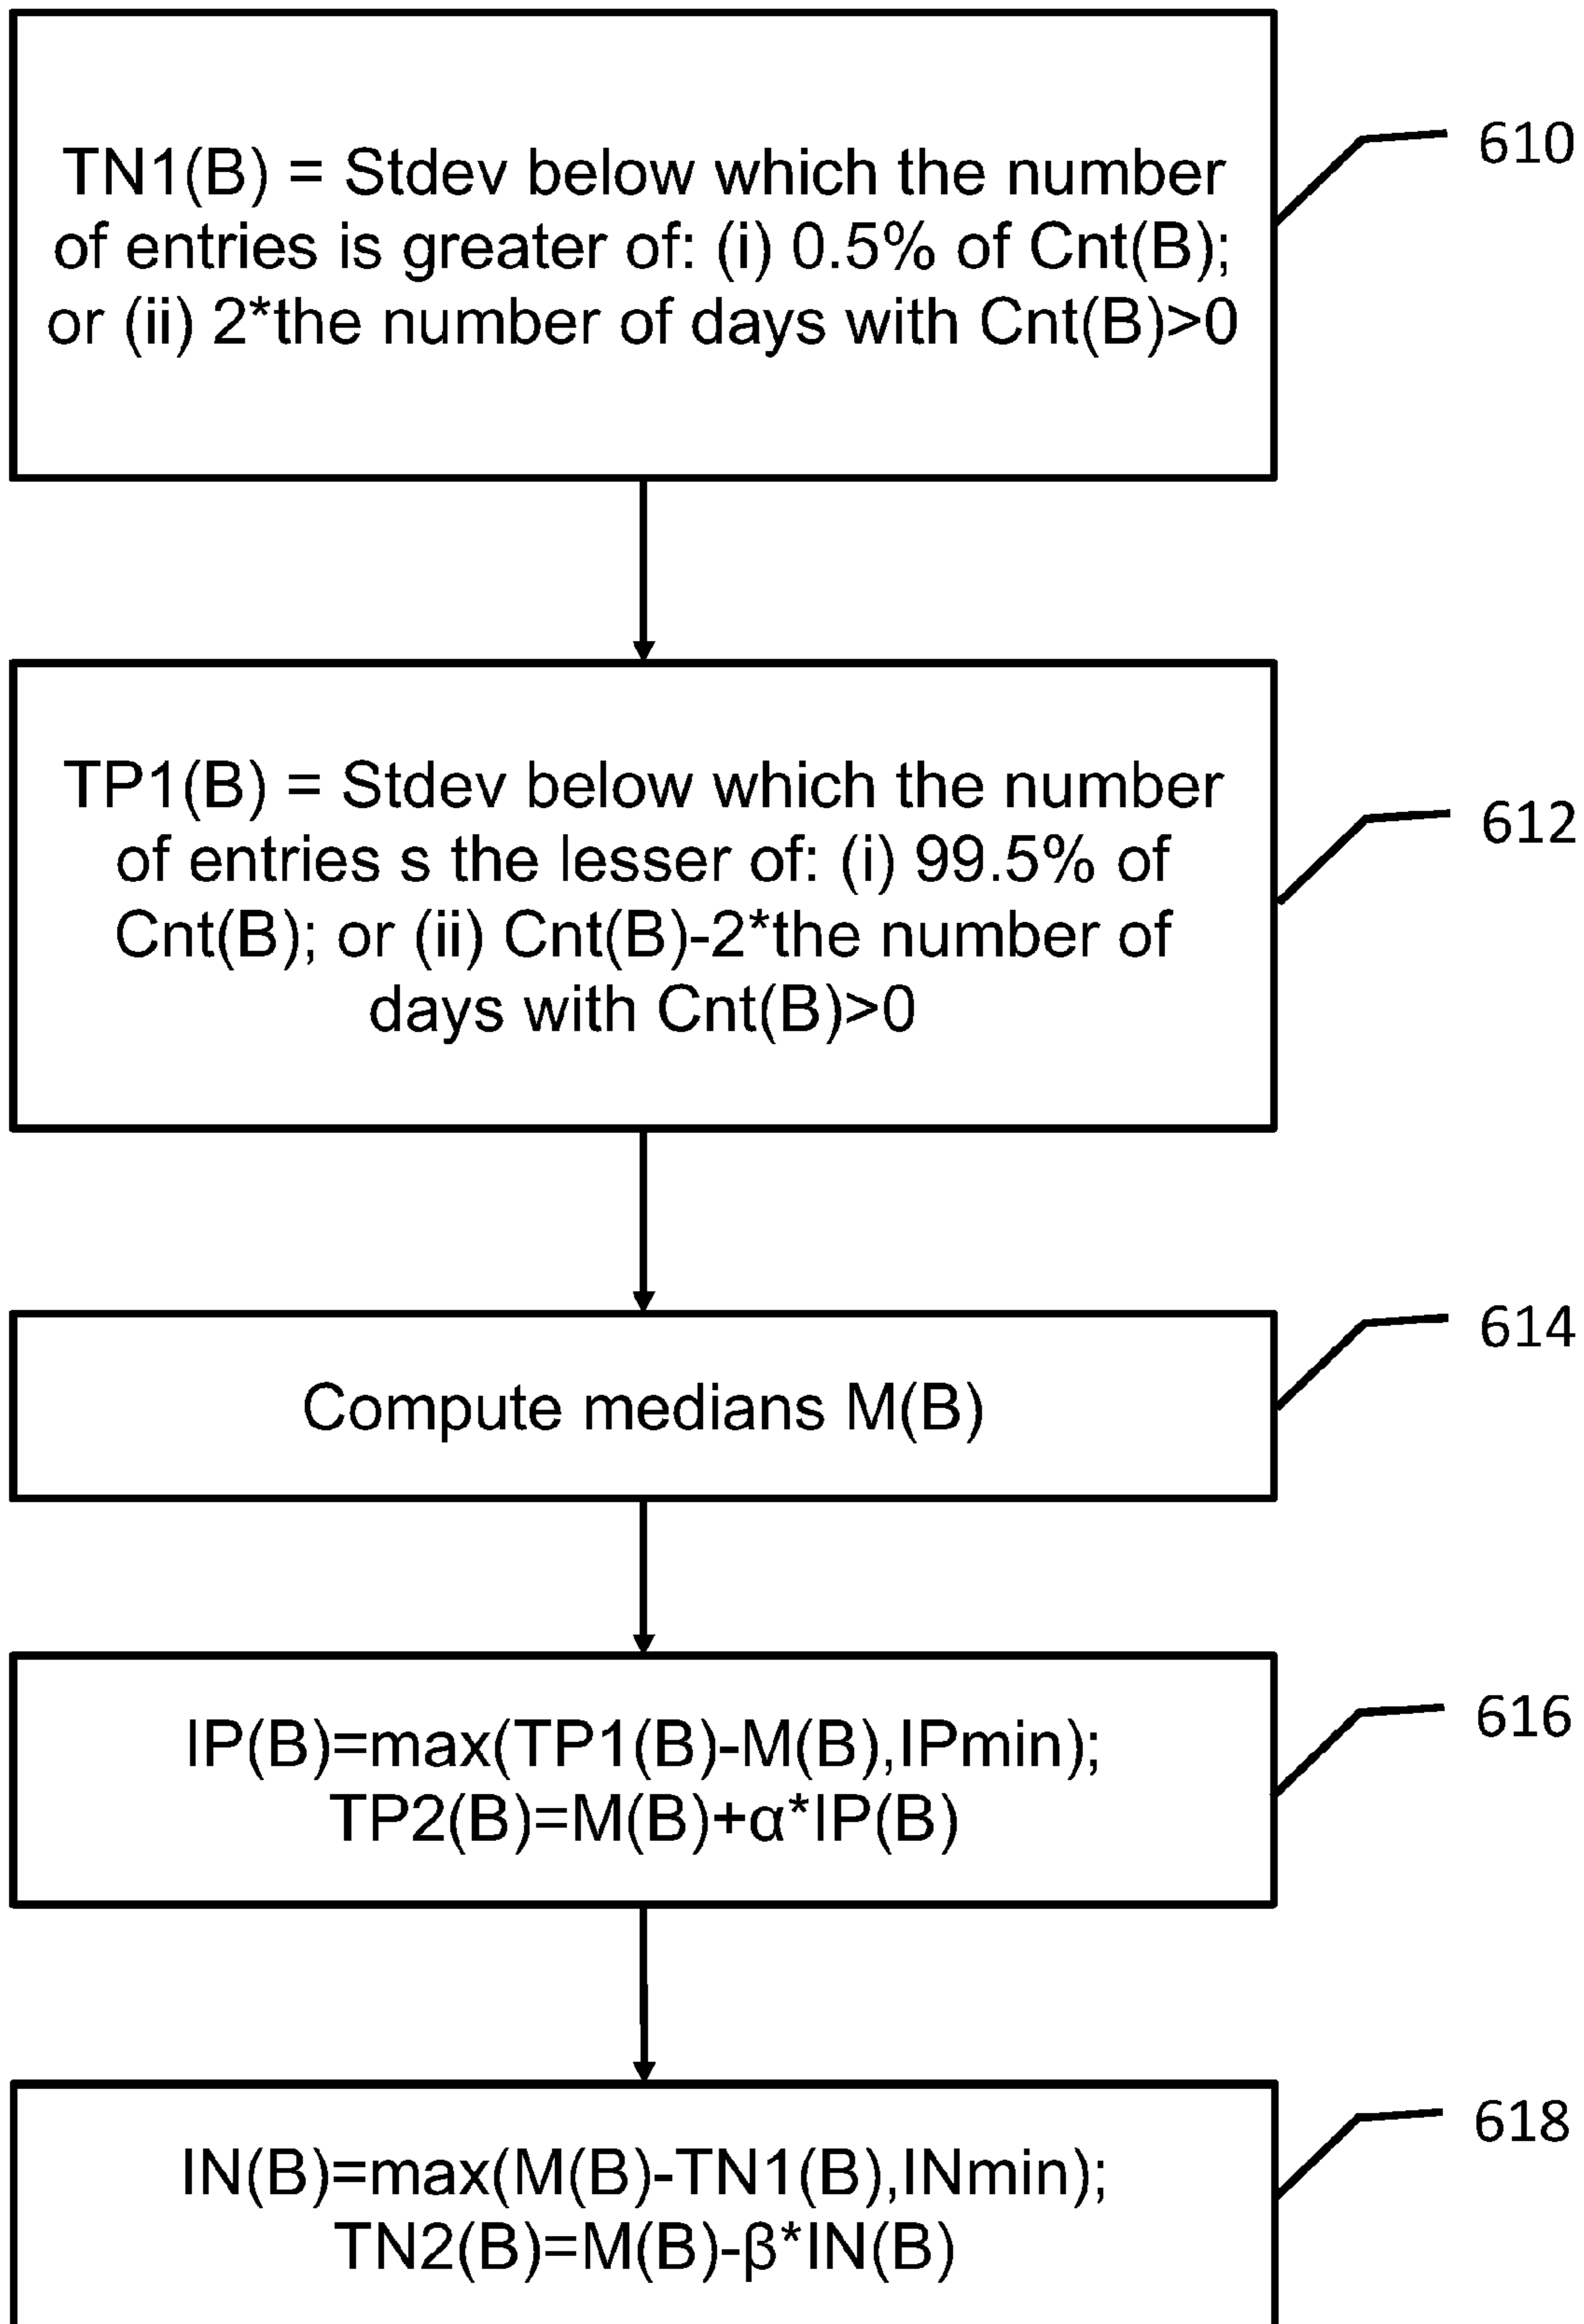 TN1(B) = Stdev below which the number
of entries is greater of: (i) 0.5% of Cnt(B);
or (ii) 2*the number of days with Cnt(B)>0
610
TP1(B) = Stdev below which the number
of entries s the lesser of: (i) 99.5% of
Cnt(B); or (ii) Cnt(B)-2*the number of
days with Cnt(B)>0
612
Compute medians M(B)
614
IP(B)=max(TP1(B)-M(B),IPmin);
TP2(B)=M(B)+α*IP(B)
616
IN(B)=max(M(B)-TN1(B),INmin);
TN2(B)=M(B)-β*IN(B)
618